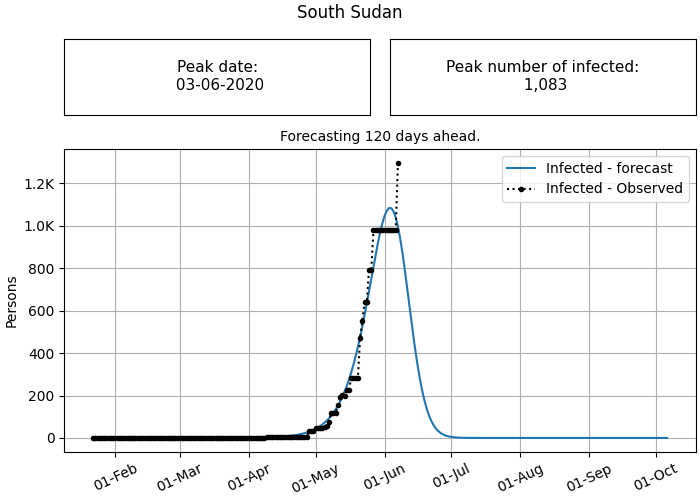 South Sudan
Peak date:
03-06-2020
Peak number of infected:
1,083
Forecasting 120 days ahead.
Infected - forecast
Infected - Observed
Persons
1.2K
1.0K
800
600
400
200
0
01-Feb
01-Mar
01-Apr
01-May
01-Jun
01-Jul
01-Aug
01-Sep
01-Oct